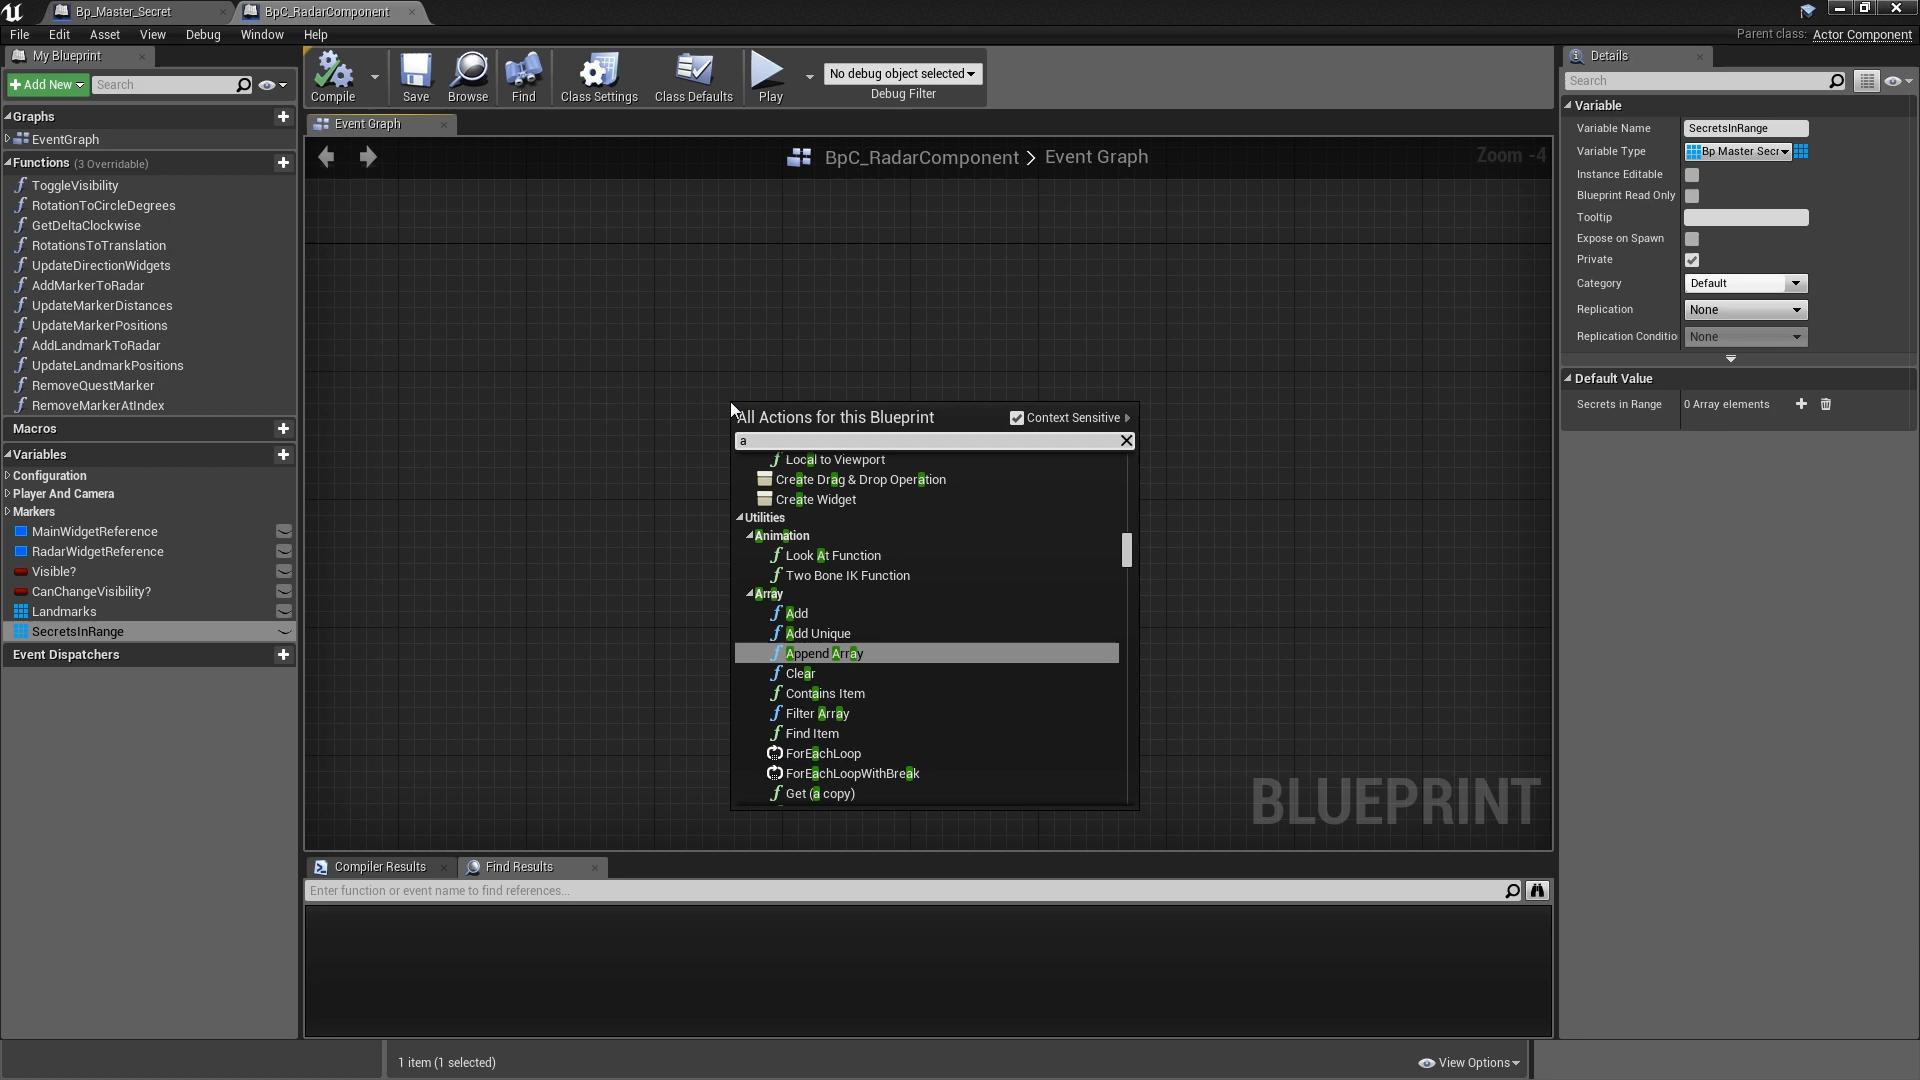 Bp_Master_Secret
BpC_RadarComponent
File Edit Asset View Debug Window Help
Parent class: Actor Component
My Blueprint
Add New
Search
Graphs
EventGraph
Functions (3 Overridable)
ToggleVisibility
RotationToCircleDegrees
GetDeltaClockwise
RotationsToTranslation
UpdateDirectionWidgets
AddMarkerToRadar
UpdateMarkerDistances
UpdateMarkerPositions
AddLandmarkToRadar
UpdateLandmarkPositions
RemoveQuestMarker
RemoveMarkerAtIndex
Macros
Variables
Configuration
Player And Camera
Markers
MainWidgetReference
RadarWidgetReference
Visible?
CanChangeVisibility?
Landmarks
SecretsInRange
Event Dispatchers
Compile
Save
Browse
Find
Class Settings
Class Defaults
Play
No debug object selected
Debug Filter
Event Graph
BpC_RadarComponent > Event Graph
Zoom -4
All Actions for this Blueprint
Context Sensitive
a
Local to Viewport
Create Drag & Drop Operation
Create Widget
Utilities
Animation
Look At Function
Two Bone IK Function
Array
Add
Add Unique
Append Array
Clear
Contains Item
Filter Array
Find Item
ForEachLoop
ForEachLoopWithBreak
Get (a copy)
BLUEPRINT
Compiler Results
Find Results
Enter function or event name to find references...
1 item (1 selected)
View Options
Details
Search
Variable
Variable Name SecretsInRange
Variable Type Bp Master Secr
Instance Editable
Blueprint Read Only
Tooltip
Expose on Spawn
Private
Category Default
Replication None
Replication Conditio None
Default Value
Secrets in Range 0 Array elements